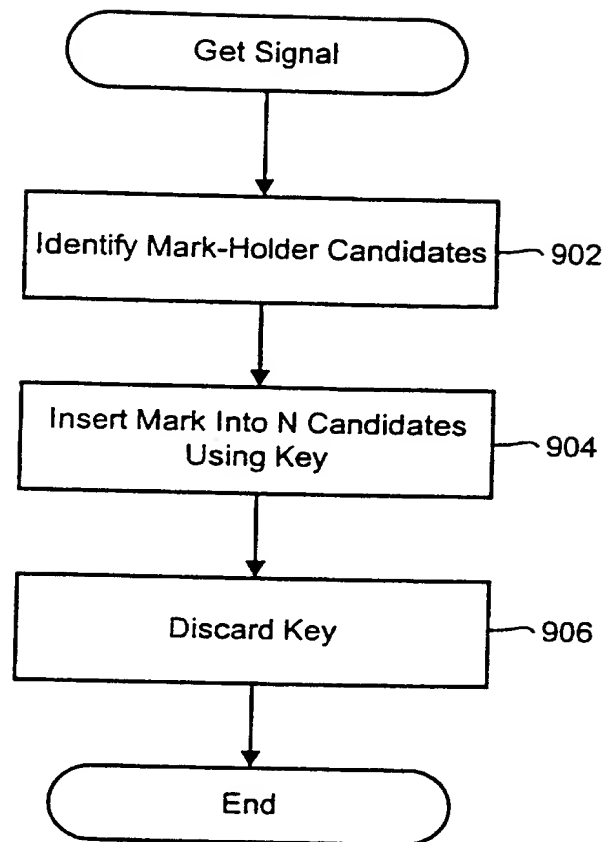 Get Signal
Identify Mark-Holder Candidates
902
Insert Mark Into N Candidates
Using Key
904
Discard Key
906
End